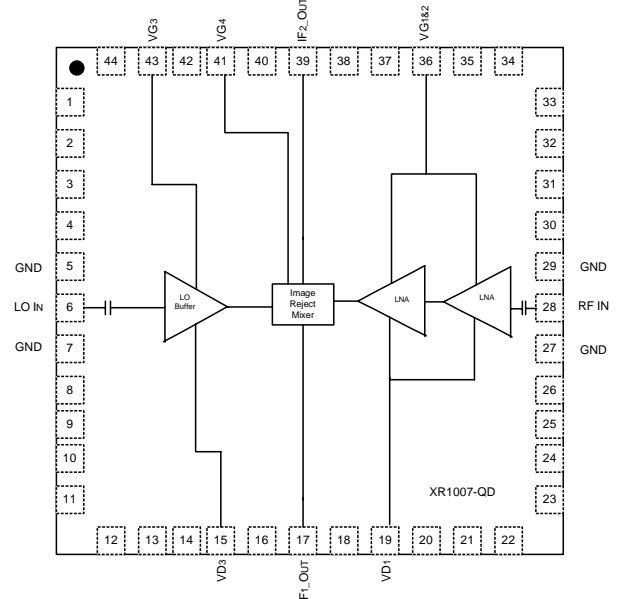 VG3
VG4
IF2_OUT
VG1&2
44
43
42
41
40
39
38
37
36
35
34
1
33
2
32
3
31
4
30
GND
5
29
GND
LO IN
6
LO
Buffer
Image
Reject
Mixer
LNA
LNA
28
RF IN
GND
7
27
GND
8
26
9
25
10
24
11
XR1007-QD
23
12
13
14
15
16
17
18
19
20
21
22
VD3
F1_OUT
VD1